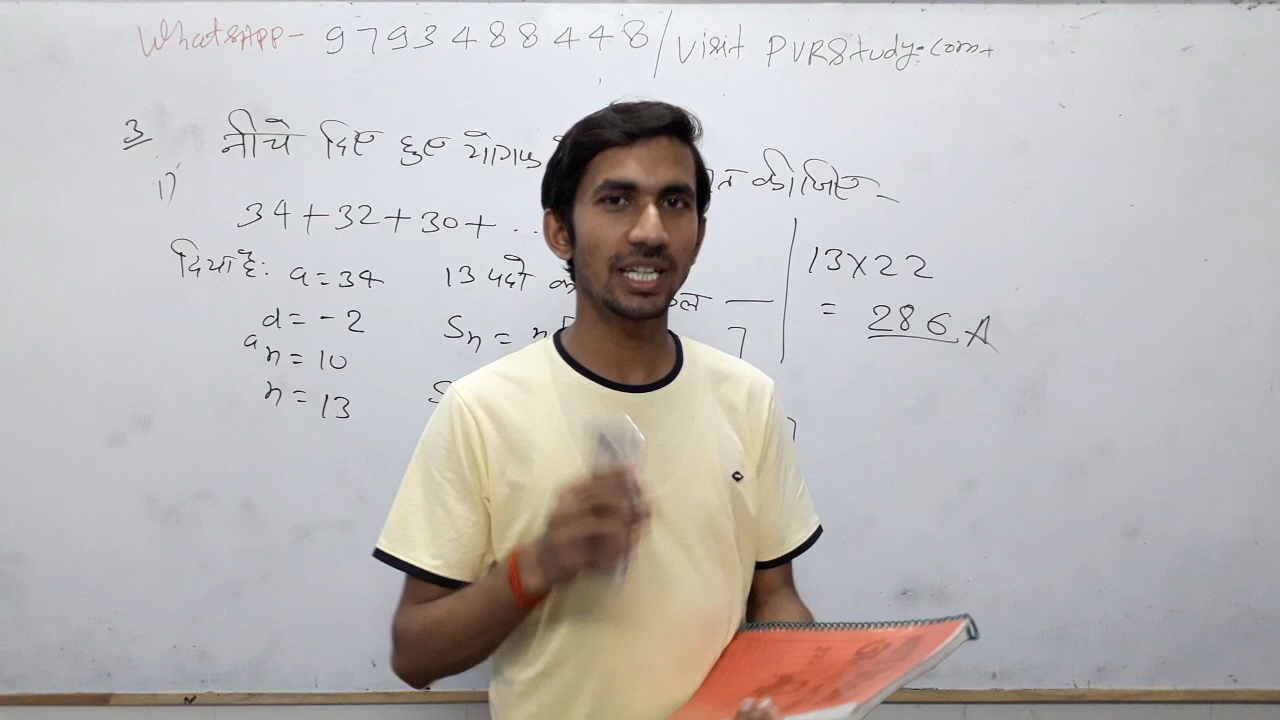 WhatsAPP - 9793488448 / Visit PVRStudy.com
3 नीचे दिए हुए योगफ कीजिए -
1)
34+32+30+ ..
दिया है: a = 34
13 पदों
d = -2
Sn = n
an = 10
n = 13
S
13×22
= 286 A